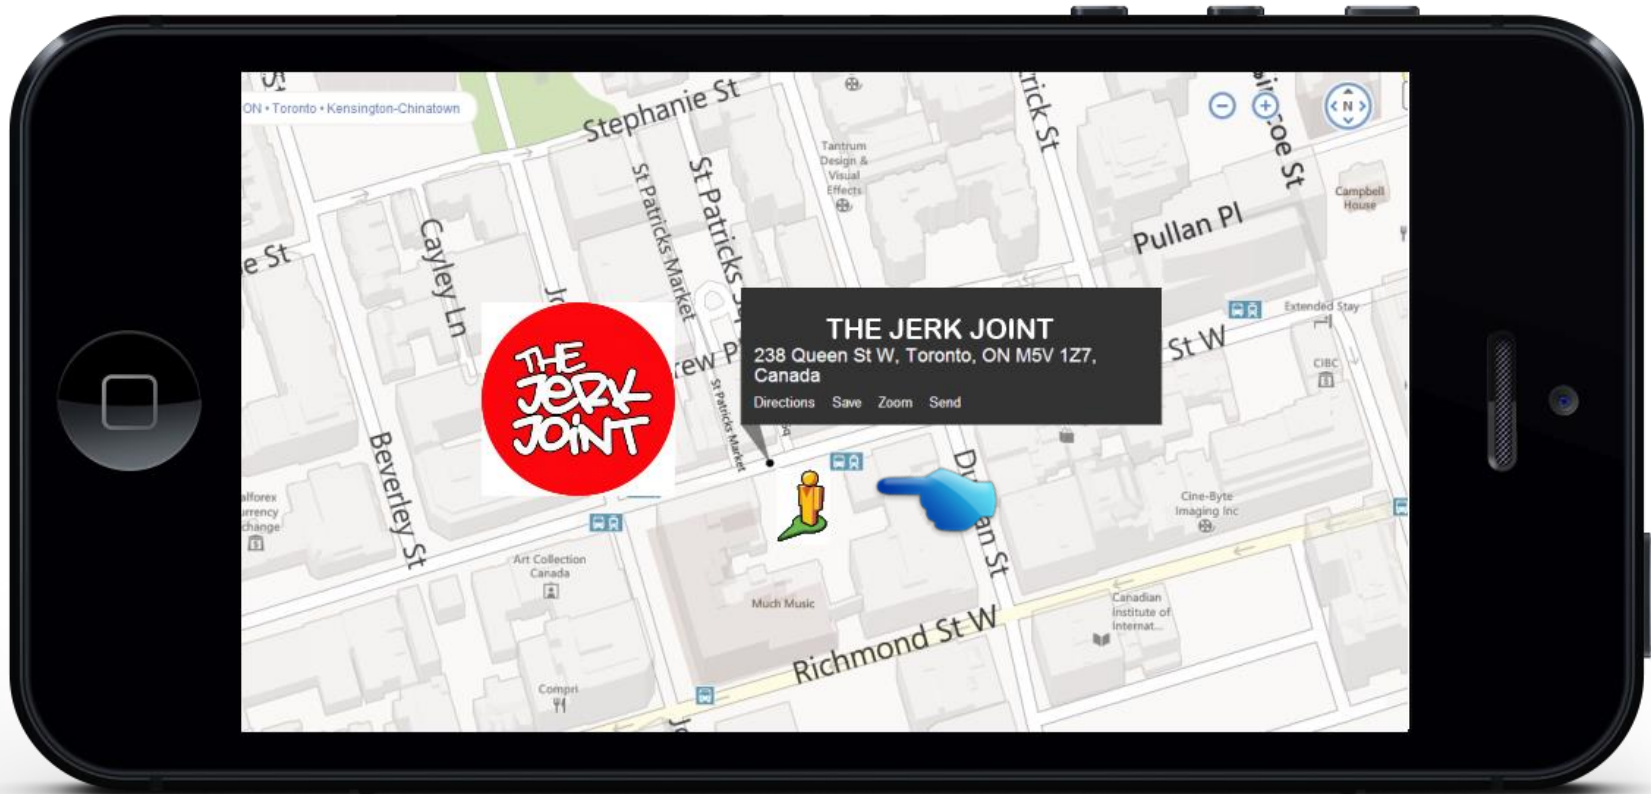 ON • Toronto • Kensington-Chinatown
Stephanie St
St Patricks Market
St Patricks
Cayley Ln
Tantrum
Design &
Visual
Effects
Pullan Pl
N
Campbell
House
THE
JERK
JOINT
THE JERK JOINT
238 Queen St W, Toronto, ON M5V 1Z7,
Canada
Directions Save Zoom Send
St W
Extended Stay
CIBC
St Patricks Market
Beverley St
Art Collection
Canada
Much Music
Cine-Byte
Imaging Inc
Canadian
Institute of
Internat...
Richmond St W
Compri